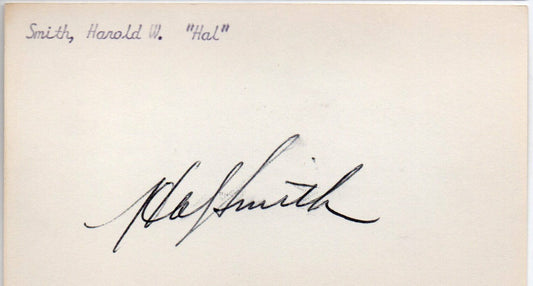 Smith, Harold W. "Hal"
Hal Smith